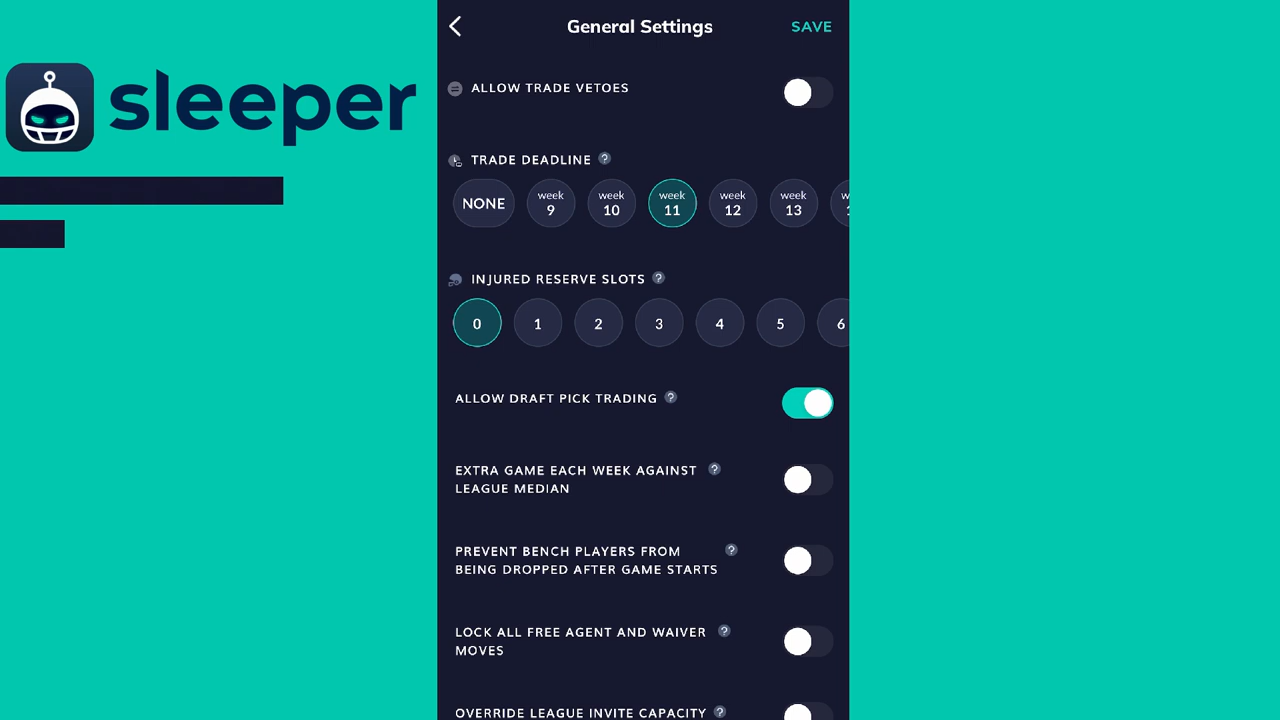 sleeper
General Settings
SAVE
ALLOW TRADE VETOES
TRADE DEADLINE ?
NONE
week 9
week 10
week 11
week 12
week 13
INJURED RESERVE SLOTS ?
0 1 2 3 4 5 6
ALLOW DRAFT PICK TRADING ?
EXTRA GAME EACH WEEK AGAINST ?
LEAGUE MEDIAN
PREVENT BENCH PLAYERS FROM ?
BEING DROPPED AFTER GAME STARTS
LOCK ALL FREE AGENT AND WAIVER ?
MOVES
OVERRIDE LEAGUE INVITE CAPACITY ?